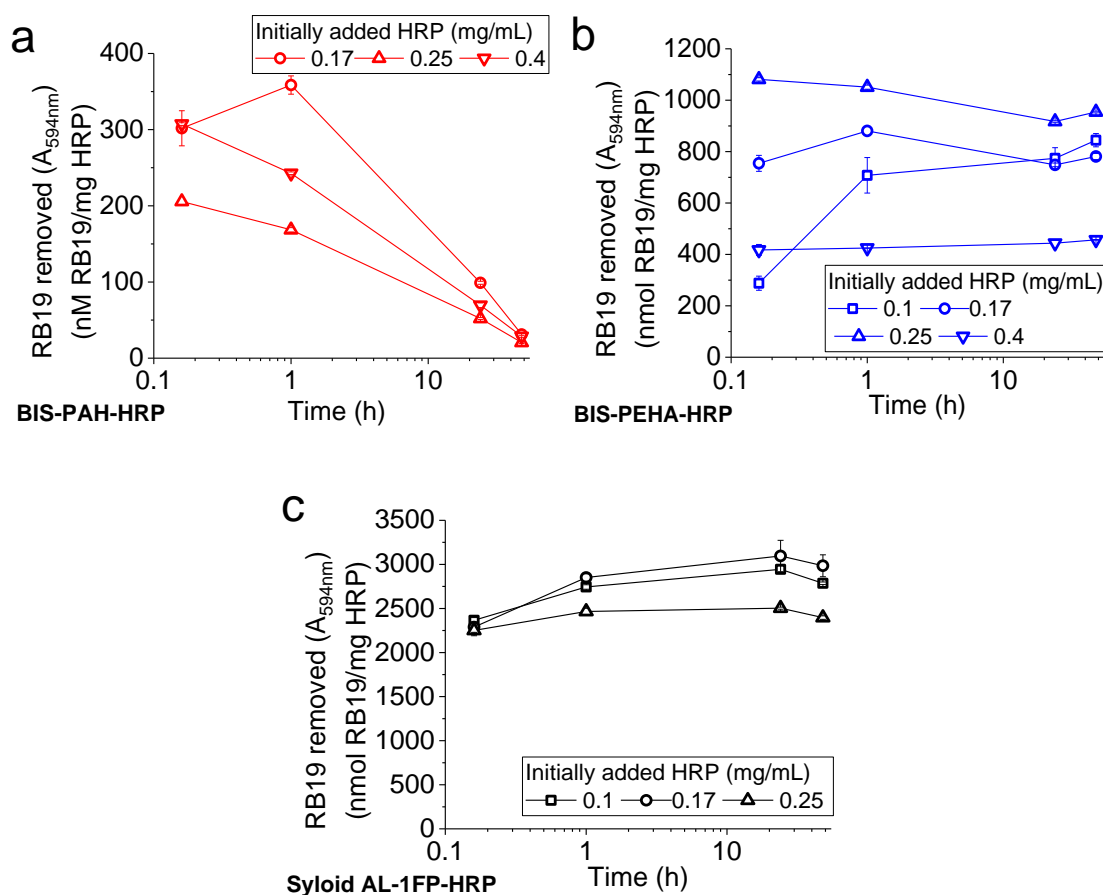 a
Initially added HRP (mg/mL)
0.17 0.25 0.4
RB19 removed (A594nm)
(nM RB19/mg HRP)
400
300
200
100
0
0.1 1 10
Time (h)
BIS-PAH-HRP
b
RB19 removed (A594nm)
(nmol RB19/mg HRP)
1200
1000
800
600
400
200
0
Initially added HRP (mg/mL)
0.1 0.17
0.25 0.4
0.1 1 10
Time (h)
BIS-PEHA-HRP
c
RB19 removed (A594nm)
(nmol RB19/mg HRP)
3500
3000
2500
2000
1500
1000
500
0
Initially added HRP (mg/mL)
0.1 0.17 0.25
0.1 1 10
Time (h)
Syloid AL-1FP-HRP